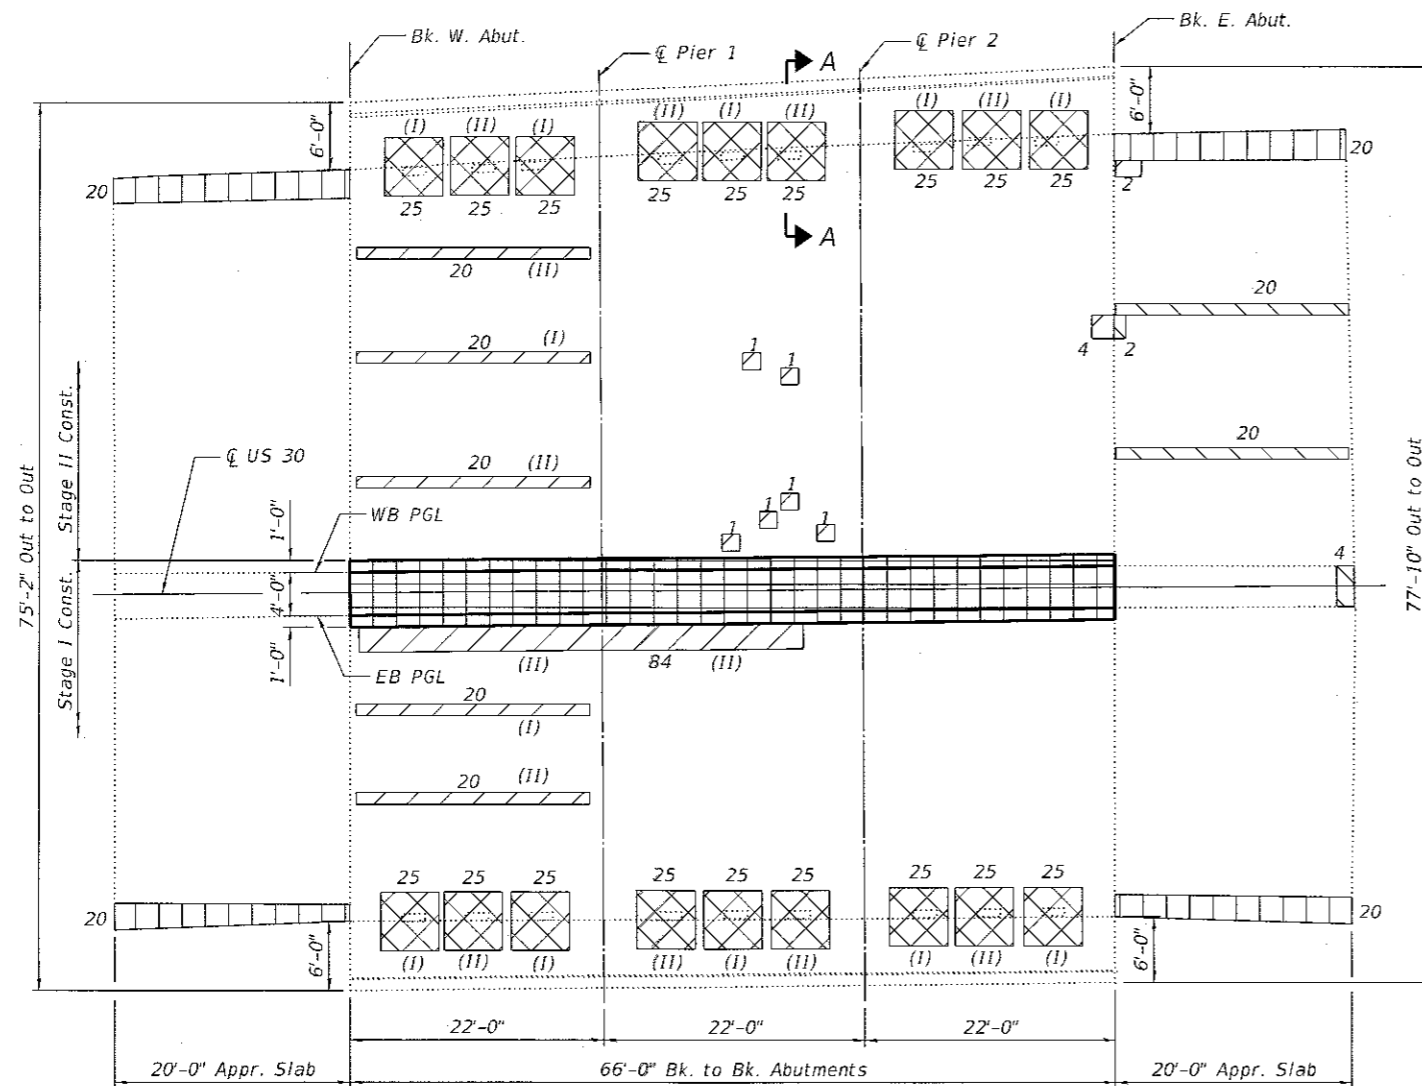 Bk. W. Abut.
℄ Pier 1
A
℄ Pier 2
Bk. E. Abut.
6'-0"
(I) (II) (I)
(II) (I) (II)
(I) (II) (I)
6'-0"
20
25 25 25
25 25 25
25 25 25
20
2
A
20 (II)
20
20 (I)
1
1
4 2
20 (II)
20
1
1
1
1
℄ US 30
WB PGL
EB PGL
75'-2" Out to Out
Stage II Const.
Stage I Const.
1'-0"
4'-0"
1'-0"
4
77'-10" Out to Out
(II) 84 (II)
20
(I)
20 (II)
25 25 25
25 25 25
25 25 25
20
20
(I) (II) (I)
(II) (I) (II)
(I) (II) (I)
6'-0"
6'-0"
22'-0" 22'-0" 22'-0"
20'-0" Appr. Slab
66'-0" Bk. to Bk. Abutments
20'-0" Appr. Slab